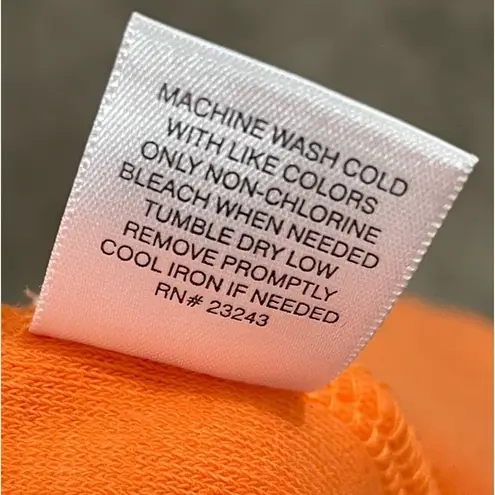 MACHINE WASH COLD
WITH LIKE COLORS
ONLY NON-CHLORINE
BLEACH WHEN NEEDED
TUMBLE DRY LOW
REMOVE PROMPTLY
COOL IRON IF NEEDED
RN# 23243